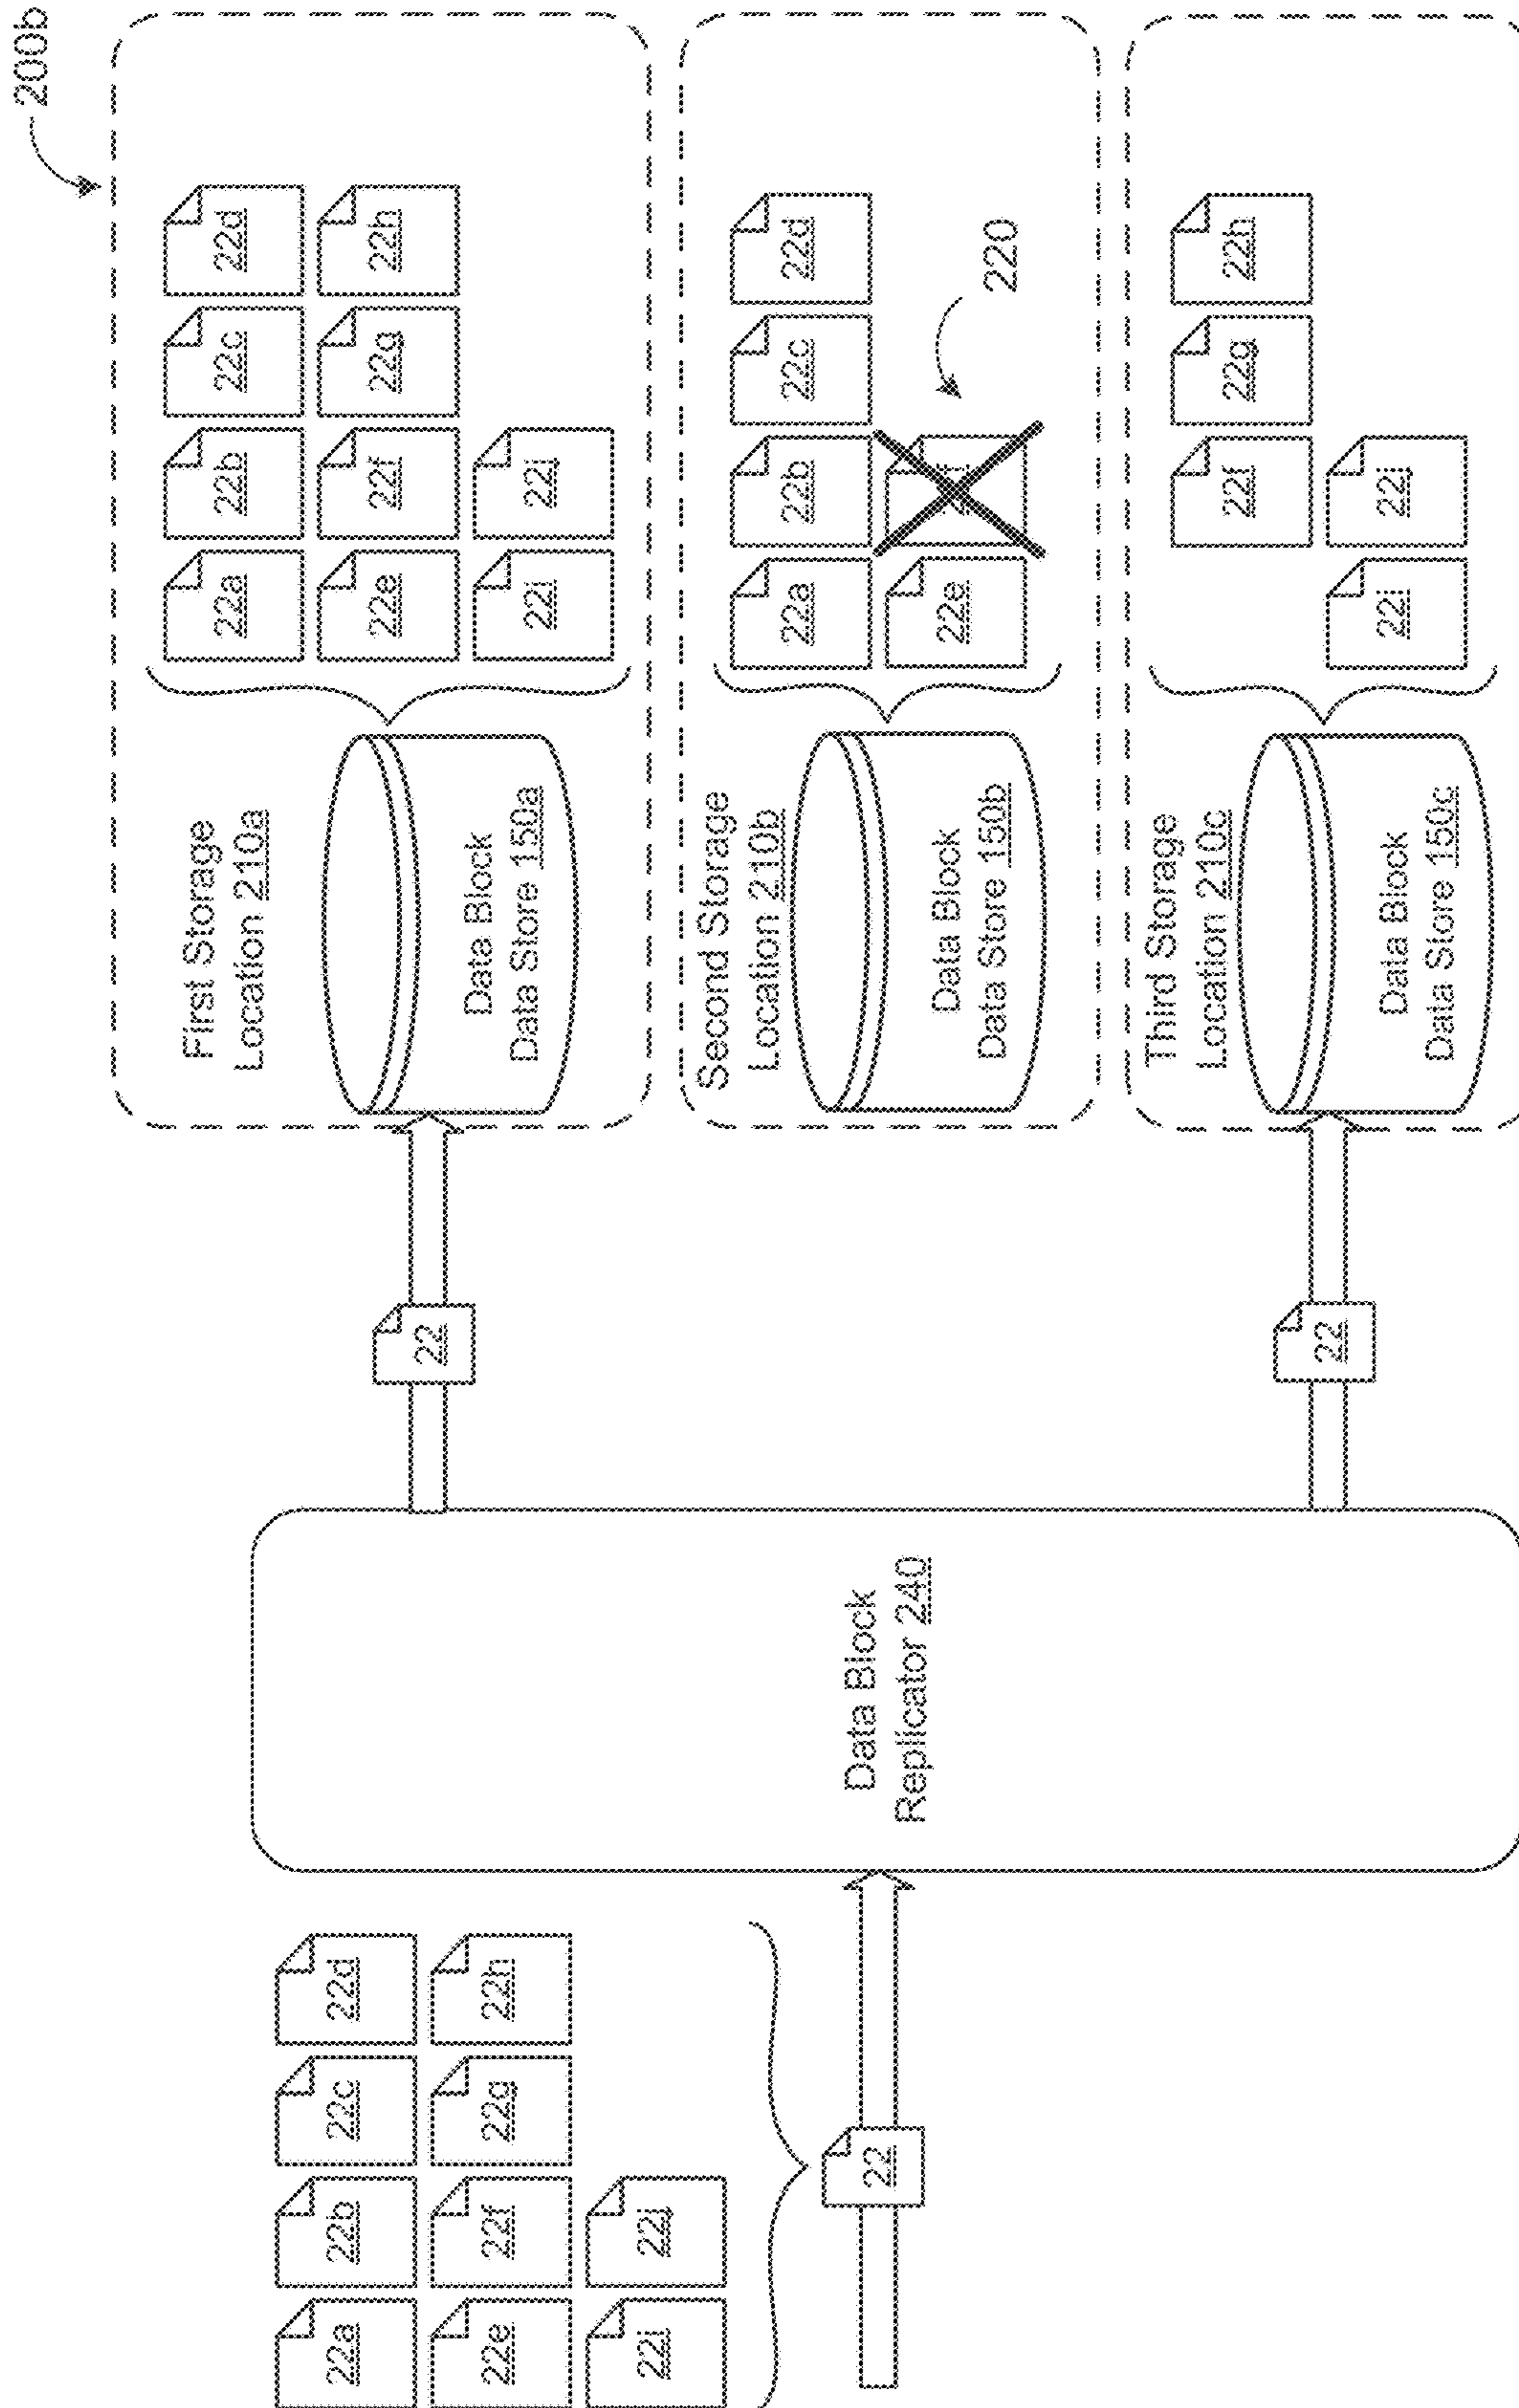 200b
22a 22b 22c 22d
22e 22f 22g 22h
22i 22j
22
Data Block
Replicator 240
22
22
First Storage
Location 210a
Data Block
Data Store 150a
22a 22b 22c 22d
22e 22f 22g 22h
22i 22j
Second Storage
Location 210b
Data Block
Data Store 150b
22a 22b 22c 22d
22e
220
Third Storage
Location 210c
Data Block
Data Store 150c
22f 22g 22h
22i 22j